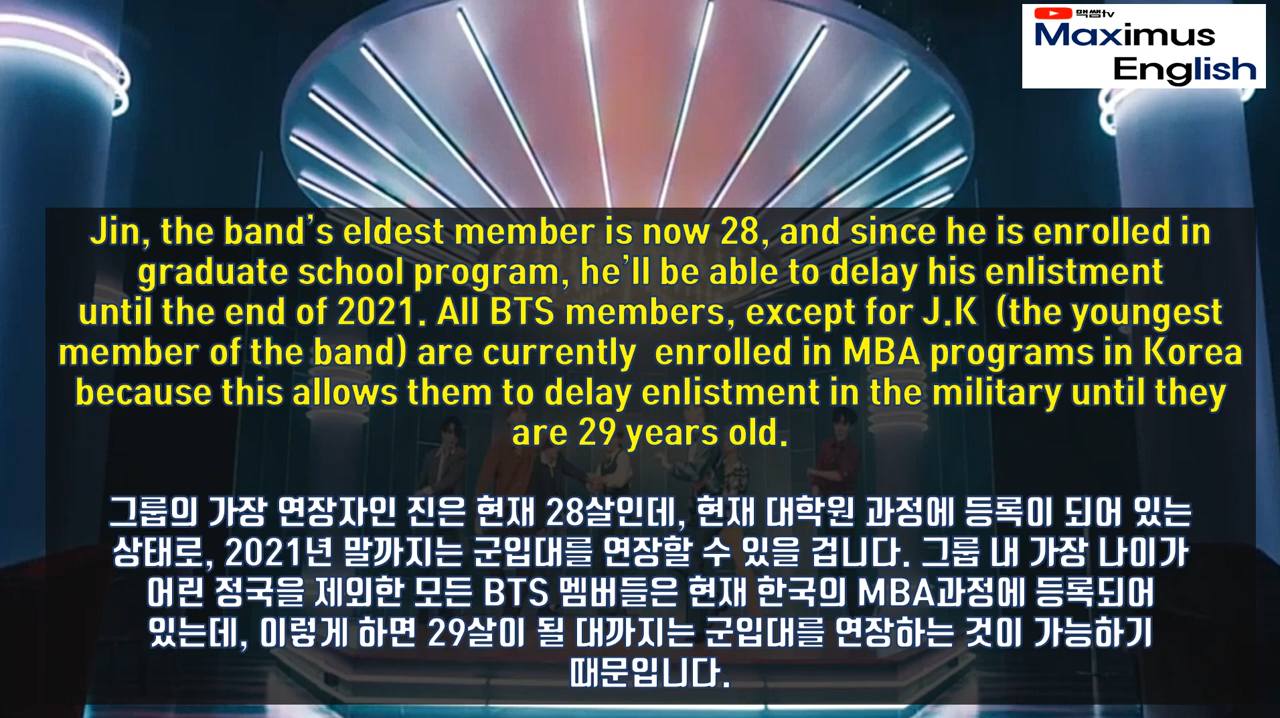 맥쌤tv
Maximus
English
Jin, the band’s eldest member is now 28, and since he is enrolled in
graduate school program, he’ll be able to delay his enlistment
until the end of 2021. All BTS members, except for J.K (the youngest
member of the band) are currently enrolled in MBA programs in Korea
because this allows them to delay enlistment in the military until they
are 29 years old.
그룹의 가장 연장자인 진은 현재 28살인데, 현재 대학원 과정에 등록이 되어 있는
상태로, 2021년 말까지는 군입대를 연장할 수 있을 겁니다. 그룹 내 가장 나이가
어린 정국을 제외한 모든 BTS 멤버들은 현재 한국의 MBA과정에 등록되어
있는데, 이렇게 하면 29살이 될 대까지는 군입대를 연장하는 것이 가능하기
때문입니다.